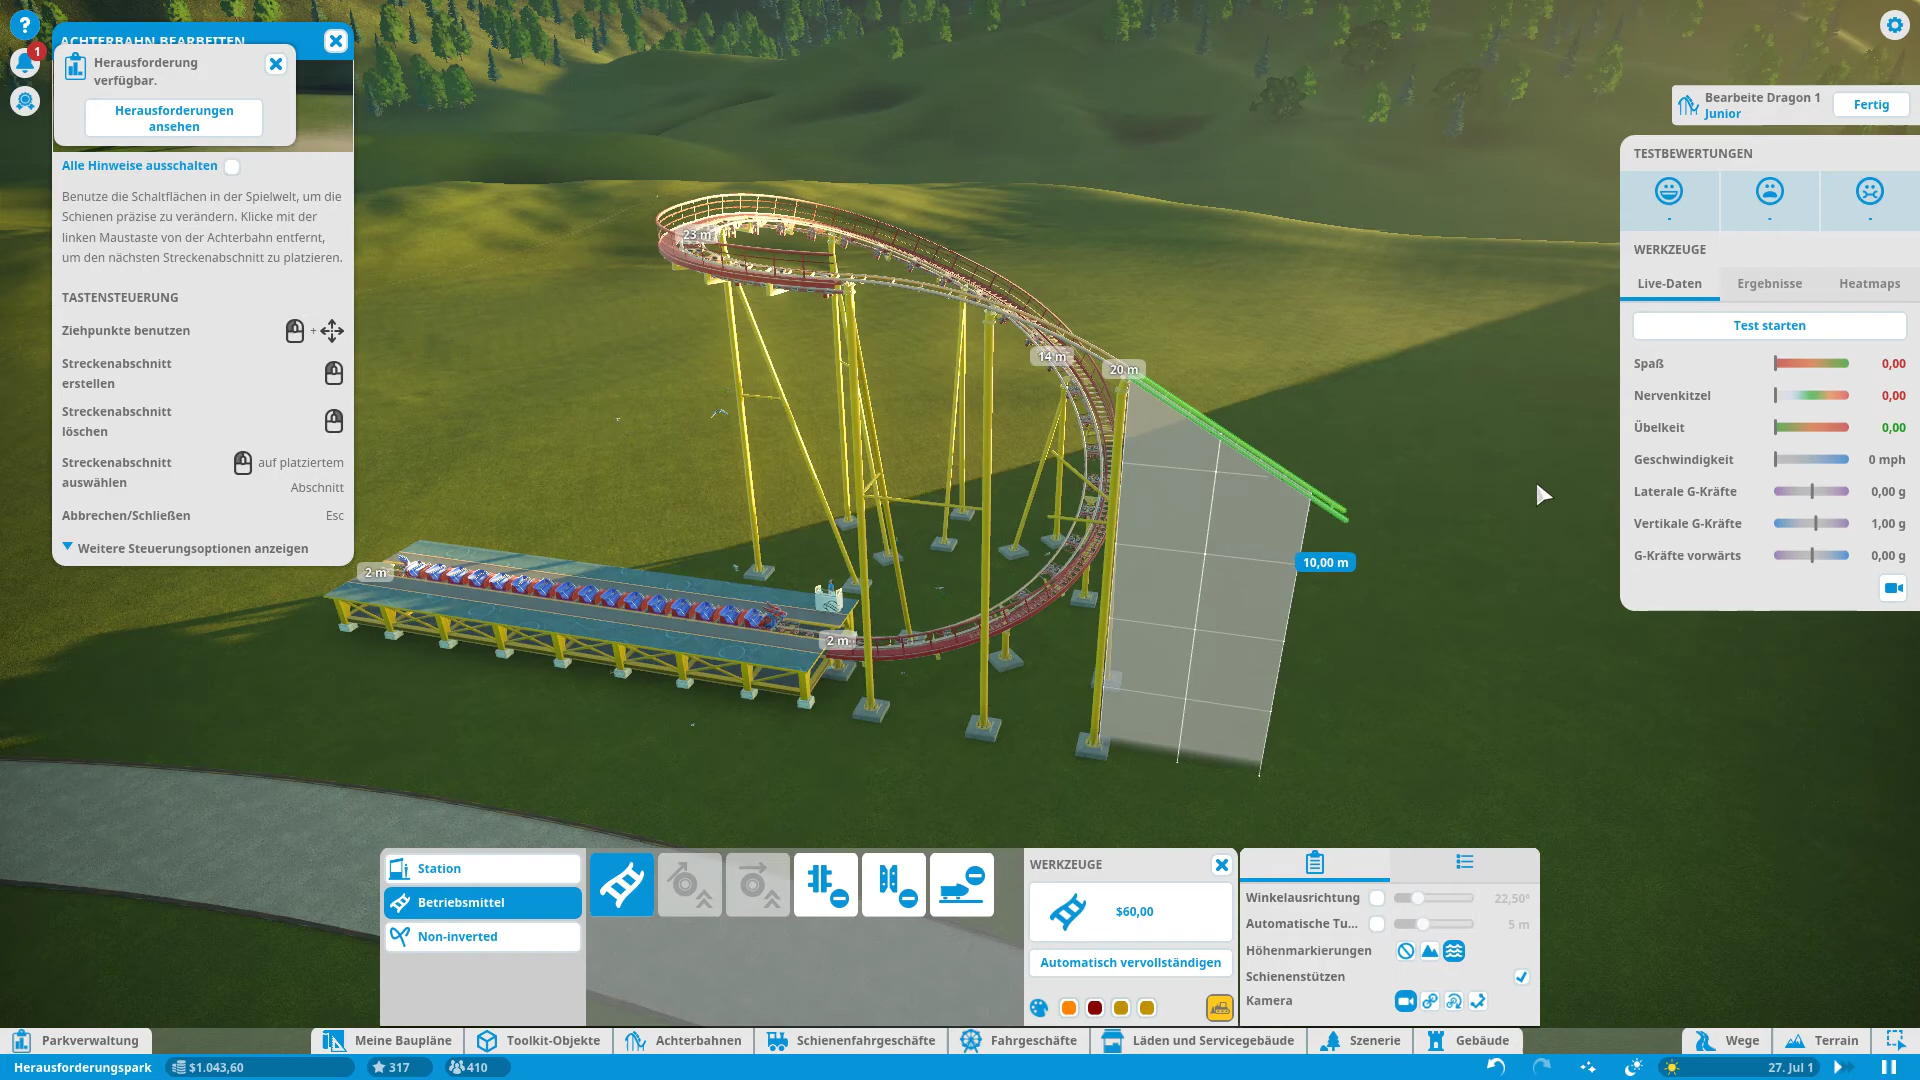 ACHTERBAHN BEARBEITEN
1
Herausforderung
verfügbar.
Herausforderungen
ansehen
Alle Hinweise ausschalten
Benutze die Schaltflächen in der Spielwelt, um die
Schienen präzise zu verändern. Klicke mit der
linken Maustaste von der Achterbahn entfernt,
um den nächsten Streckenabschnitt zu platzieren.
TASTENSTEUERUNG
Ziehpunkte benutzen +
Streckenabschnitt
erstellen
Streckenabschnitt
löschen
Streckenabschnitt
auswählen
auf platziertem
Abschnitt
Abbrechen/Schließen Esc
Weitere Steuerungsoptionen anzeigen
23 m
14 m
20 m
10,00 m
2 m
2 m
Bearbeite Dragon 1
Junior
Fertig
TESTBEWERTUNGEN
- - -
WERKZEUGE
Live-Daten Ergebnisse Heatmaps
Test starten
Spaß 0,00
Nervenkitzel 0,00
Übelkeit 0,00
Geschwindigkeit 0 mph
Laterale G-Kräfte 0,00 g
Vertikale G-Kräfte 1,00 g
G-Kräfte vorwärts 0,00 g
Station
Betriebsmittel
Non-inverted
WERKZEUGE
$60,00
Automatisch vervollständigen
Winkelausrichtung 22,50°
Automatische Tu... 5 m
Höhenmarkierungen
Schienenstützen
Kamera
Parkverwaltung Meine Baupläne Toolkit-Objekte Achterbahnen Schienenfahrgeschäfte Fahrgeschäfte Läden und Servicegebäude Szenerie Gebäude Wege Terrain
Herausforderungspark $1.043,60 317 410 27. Jul 1